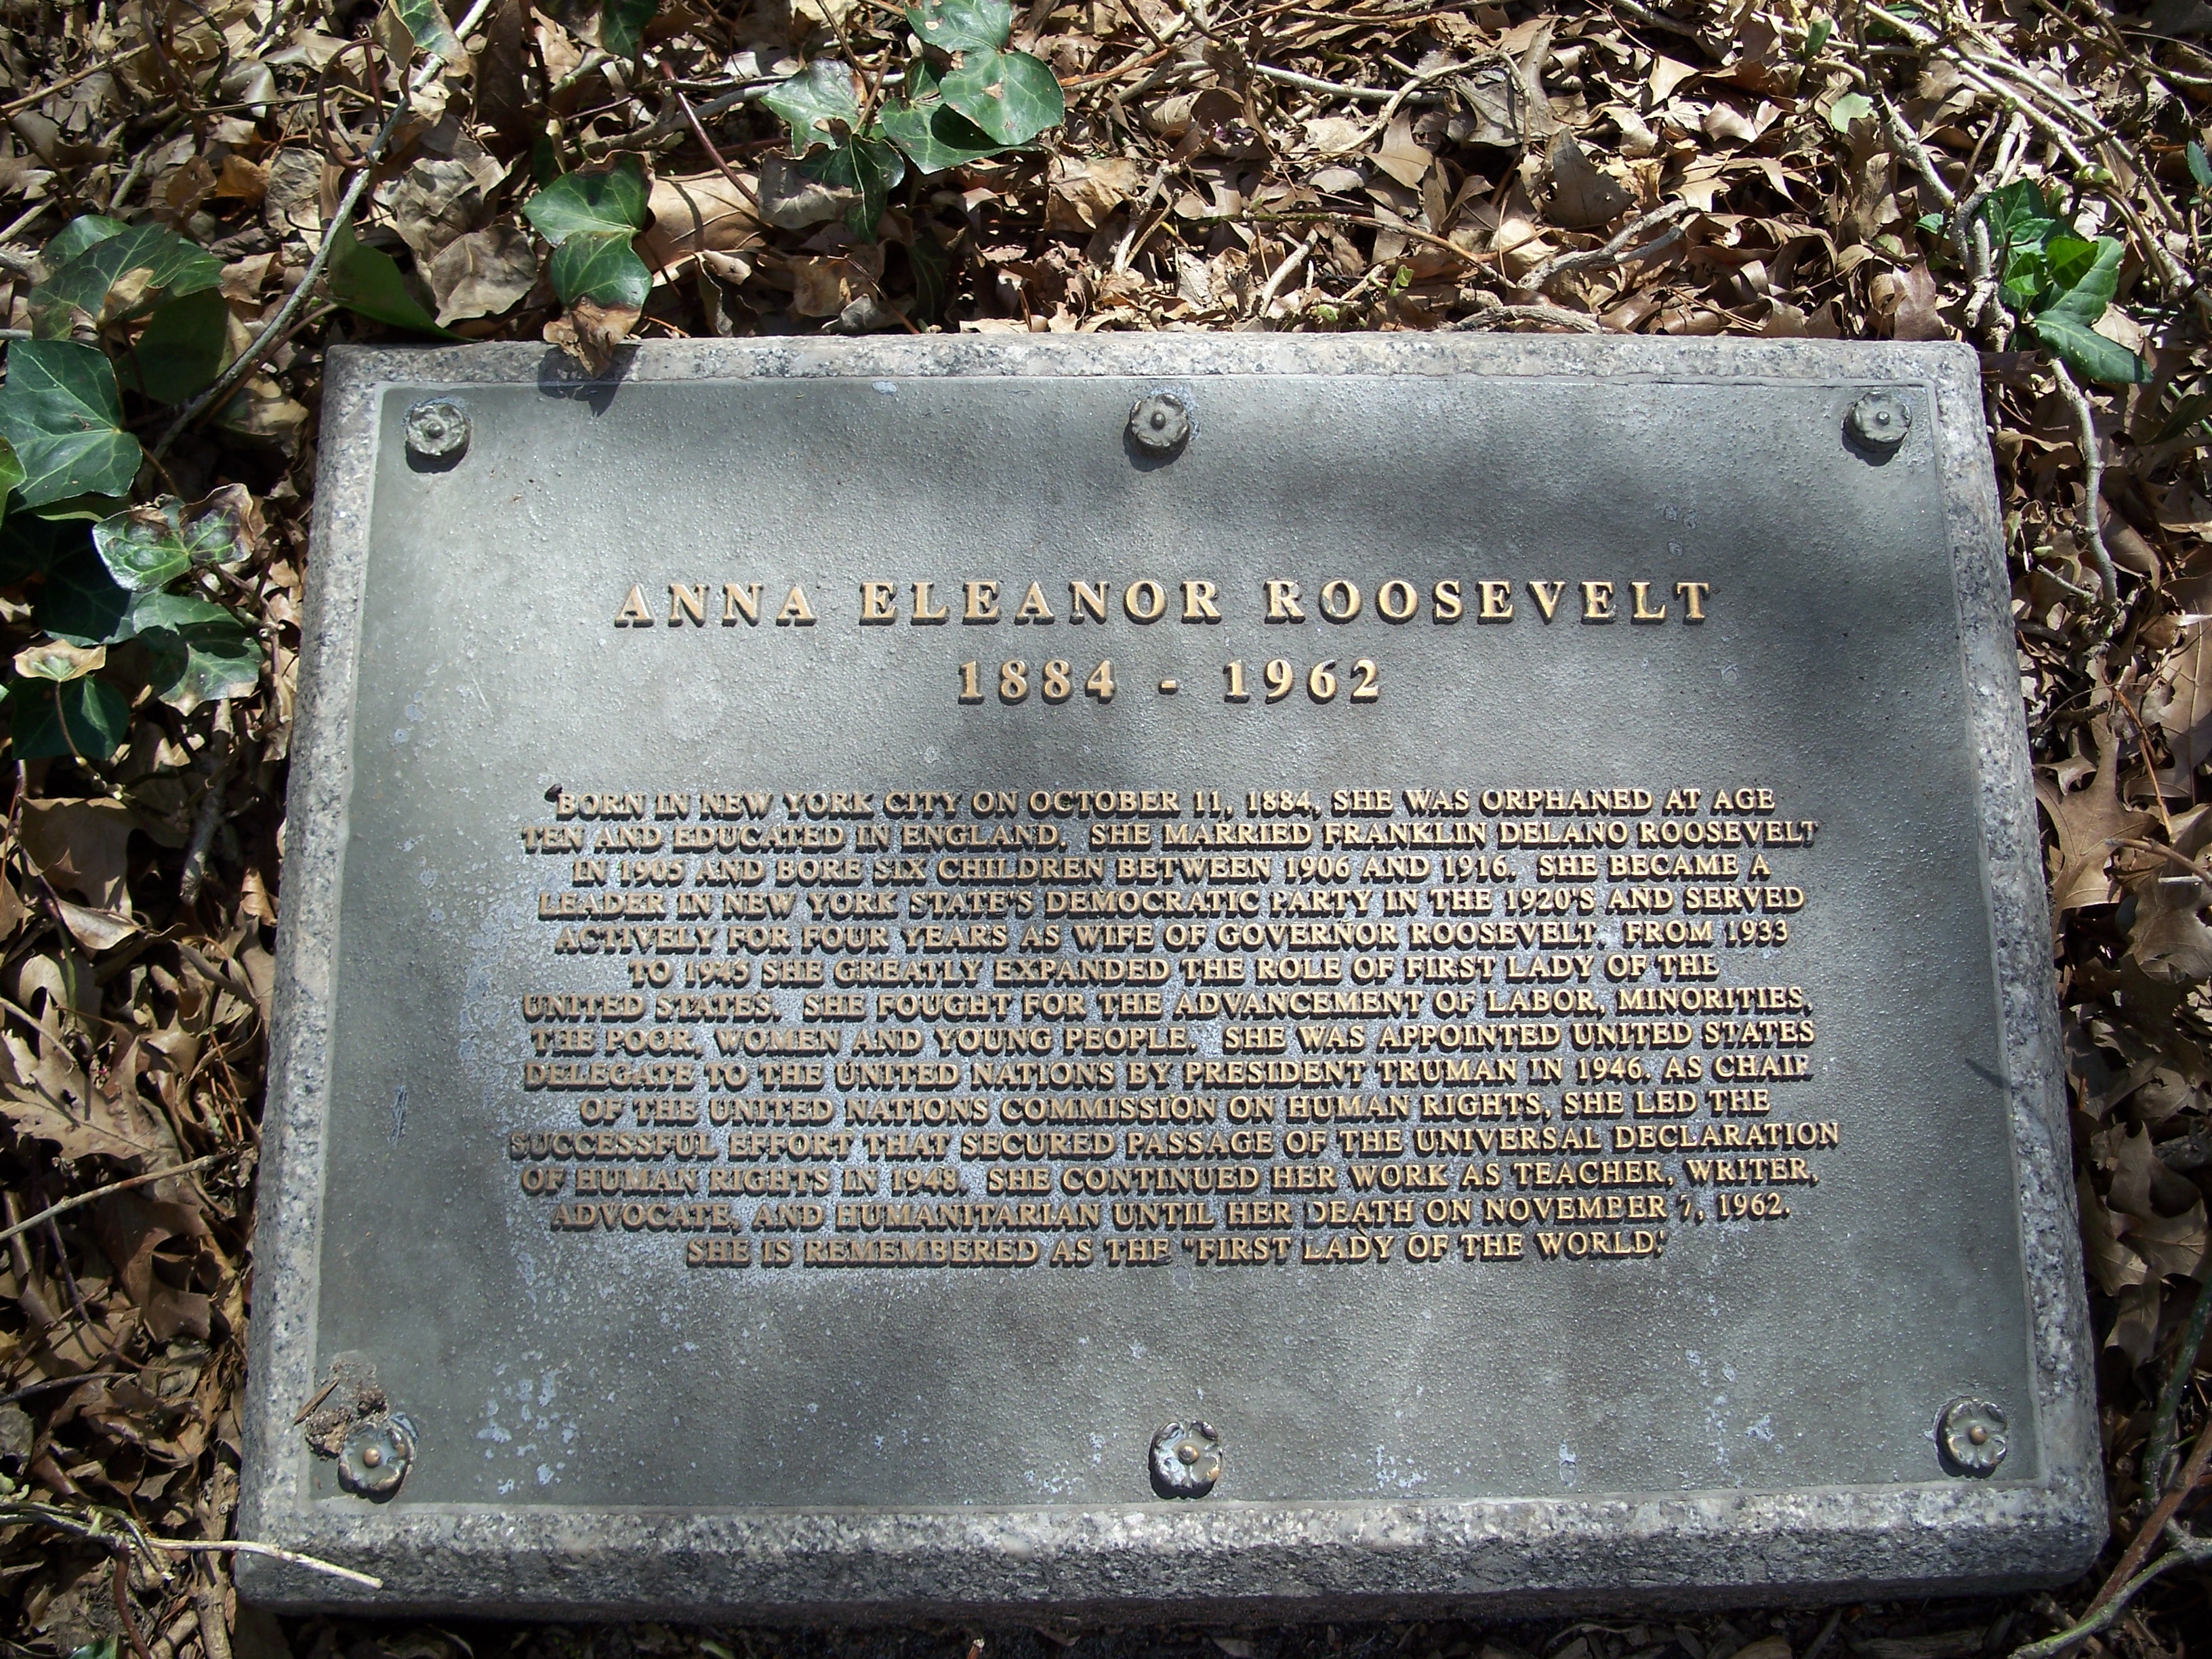 ANNA ELEANOR ROOSEVELT
1884 - 1962
BORN IN NEW YORK CITY ON OCTOBER 11, 1884, SHE WAS ORPHANED AT AGE
TEN AND EDUCATED IN ENGLAND. SHE MARRIED FRANKLIN DELANO ROOSEVELT
IN 1905 AND BORE SIX CHILDREN BETWEEN 1906 AND 1916. SHE BECAME A
LEADER IN NEW YORK STATE'S DEMOCRATIC PARTY IN THE 1920'S AND SERVED
ACTIVELY FOR FOUR YEARS AS WIFE OF GOVERNOR ROOSEVELT. FROM 1933
TO 1945 SHE GREATLY EXPANDED THE ROLE OF FIRST LADY OF THE
UNITED STATES. SHE FOUGHT FOR THE ADVANCEMENT OF LABOR, MINORITIES,
THE POOR, WOMEN AND YOUNG PEOPLE. SHE WAS APPOINTED UNITED STATES
DELEGATE TO THE UNITED NATIONS BY PRESIDENT TRUMAN IN 1946. AS CHAIR
OF THE UNITED NATIONS COMMISSION ON HUMAN RIGHTS, SHE LED THE
SUCCESSFUL EFFORT THAT SECURED PASSAGE OF THE UNIVERSAL DECLARATION
OF HUMAN RIGHTS IN 1948. SHE CONTINUED HER WORK AS TEACHER, WRITER,
ADVOCATE, AND HUMANITARIAN UNTIL HER DEATH ON NOVEMBER 7, 1962.
SHE IS REMEMBERED AS THE "FIRST LADY OF THE WORLD."